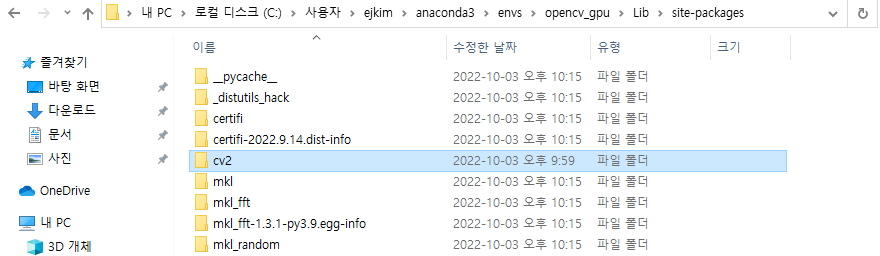 내 PC > 로컬 디스크 (C:) > 사용자 > ejkim > anaconda3 > envs > opencv_gpu > Lib > site-packages
이름 수정한 날짜 유형 크기
즐겨찾기
바탕 화면
다운로드
문서
사진
OneDrive
내 PC
3D 개체
__pycache__ 2022-10-03 오후 10:15 파일 폴더
_distutils_hack 2022-10-03 오후 10:15 파일 폴더
certifi 2022-10-03 오후 10:15 파일 폴더
certifi-2022.9.14.dist-info 2022-10-03 오후 10:15 파일 폴더
cv2 2022-10-03 오후 9:59 파일 폴더
mkl 2022-10-03 오후 10:15 파일 폴더
mkl_fft 2022-10-03 오후 10:15 파일 폴더
mkl_fft-1.3.1-py3.9.egg-info 2022-10-03 오후 10:15 파일 폴더
mkl_random 2022-10-03 오후 10:15 파일 폴더